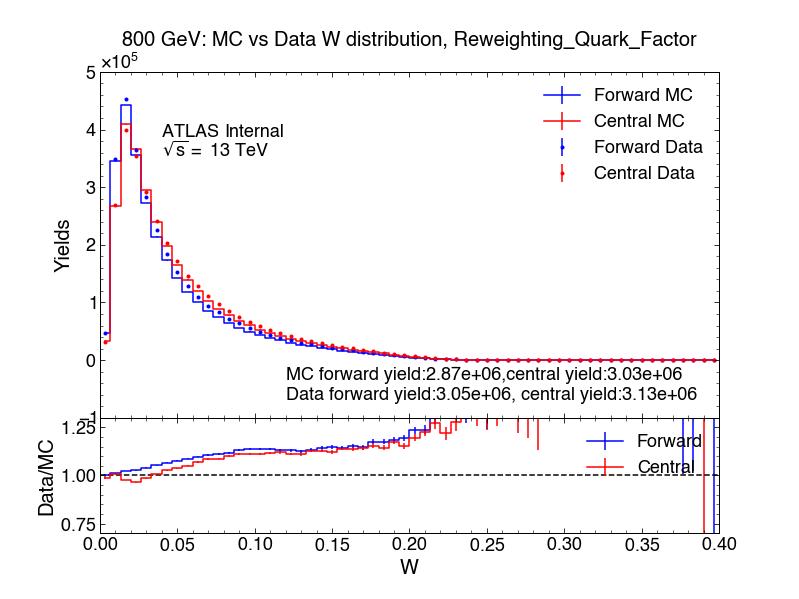 800 GeV: MC vs Data W distribution, Reweighting_Quark_Factor
×10⁵
5
4
3
2
1
0
−1
Yields
ATLAS Internal
√s = 13 TeV
Forward MC
Central MC
Forward Data
Central Data
MC forward yield:2.87e+06,central yield:3.03e+06
Data forward yield:3.05e+06, central yield:3.13e+06
1.25
1.00
0.75
Data/MC
Forward
Central
0.00 0.05 0.10 0.15 0.20 0.25 0.30 0.35 0.40
W